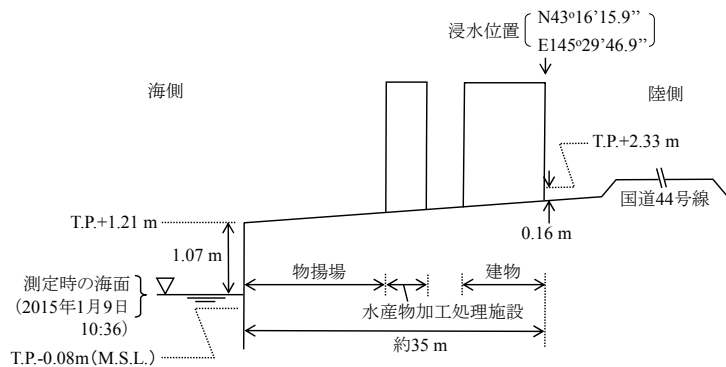 浸水位置
N43°16’15.9’’
E145°29’46.9’’
海側
陸側
T.P.+2.33 m
国道44号線
T.P.+1.21 m
0.16 m
1.07 m
物揚場
建物
測定時の海面
(2015年1月9日
10:36)
水産物加工処理施設
約35 m
T.P.-0.08m(M.S.L.)